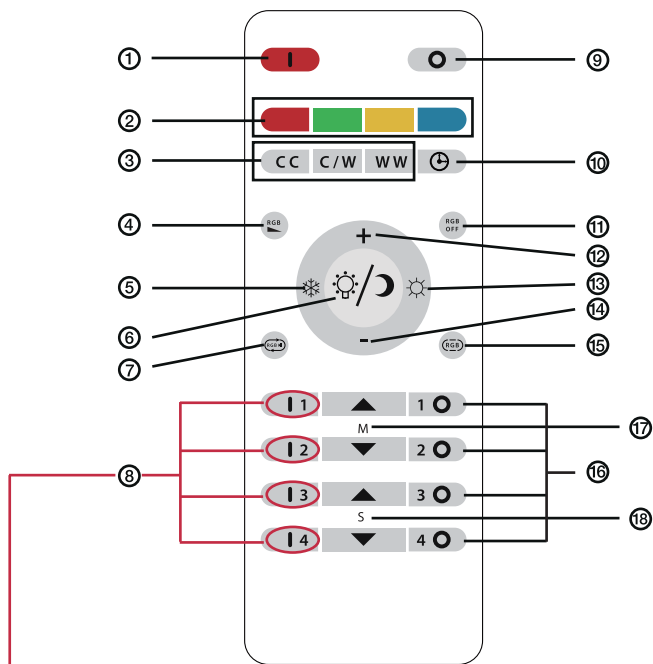 ① I O ⑨
②
③ CC C/W WW ⑩
④ RGB RGB OFF ⑪
+ ⑫
⑤ / ⑬
⑥ - ⑭
⑦ RGB RGB ⑮
I 1 1 O
M ⑰
⑧ I 2 2 O ⑯
I 3 3 O
S ⑱
I 4 4 O